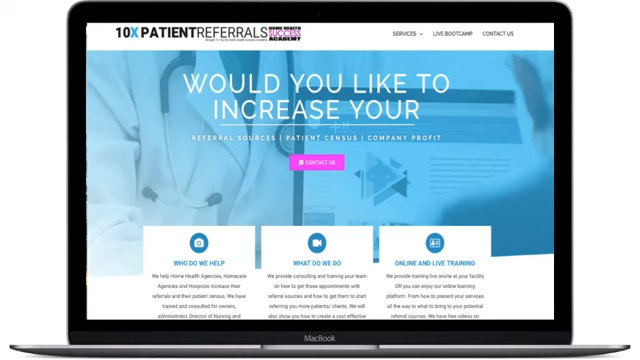 10XPATIENTREFERRALS
HOME HEALTH
SUCCESS
ACADEMY
SERVICES
LIVE BOOTCAMP
CONTACT US
WOULD YOU LIKE TO
INCREASE YOUR
REFERRAL SOURCES | PATIENT CENSUS | COMPANY PROFIT
CONTACT US
WHO DO WE HELP
We help Home Health Agencies, Homecare
Agencies and Hospices increase their
referrals and their patient census. We have
trained and consulted for owners,
administrator, Director of Nursing and
WHAT DO WE DO
We provide consulting and training your team
on how to get those appointments with
referral sources and how to get them to start
referring you more patients/ clients. We will
also show you how to create a cost effective
ONLINE AND LIVE TRAINING
We provide training live onsite at your facility
OR you can enjoy our online learning
platform. From how to present your services
all the way to what to bring to your potential
referral sources. We have free videos on
MacBook